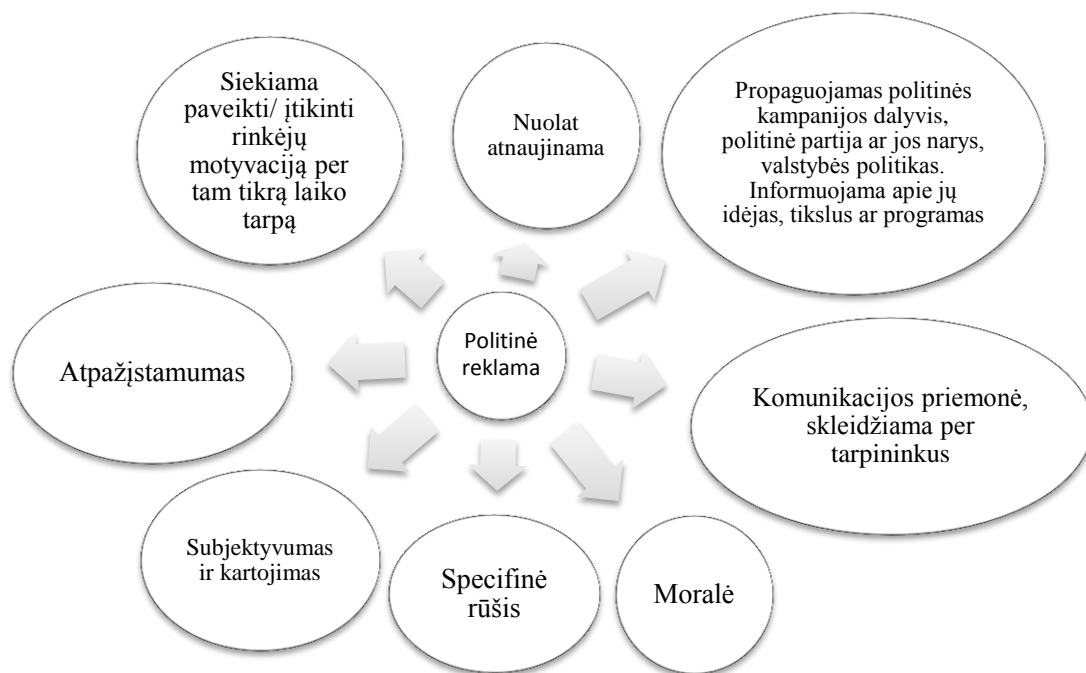 Siekiama
paveikti/ įtikinti
rinkėjų
motyvaciją per
tam tikrą laiko
tarpą
Nuolat
atnaujinama
Propaguojamas politinės
kampanijos dalyvis,
politinė partija ar jos narys,
valstybės politikas.
Informuojama apie jų
idėjas, tikslus ar programas
Politinė
reklama
Atpažįstamumas
Komunikacijos priemonė,
skleidžiama per
tarpininkus
Subjektyvumas
ir kartojimas
Specifinė
rūšis
Moralė